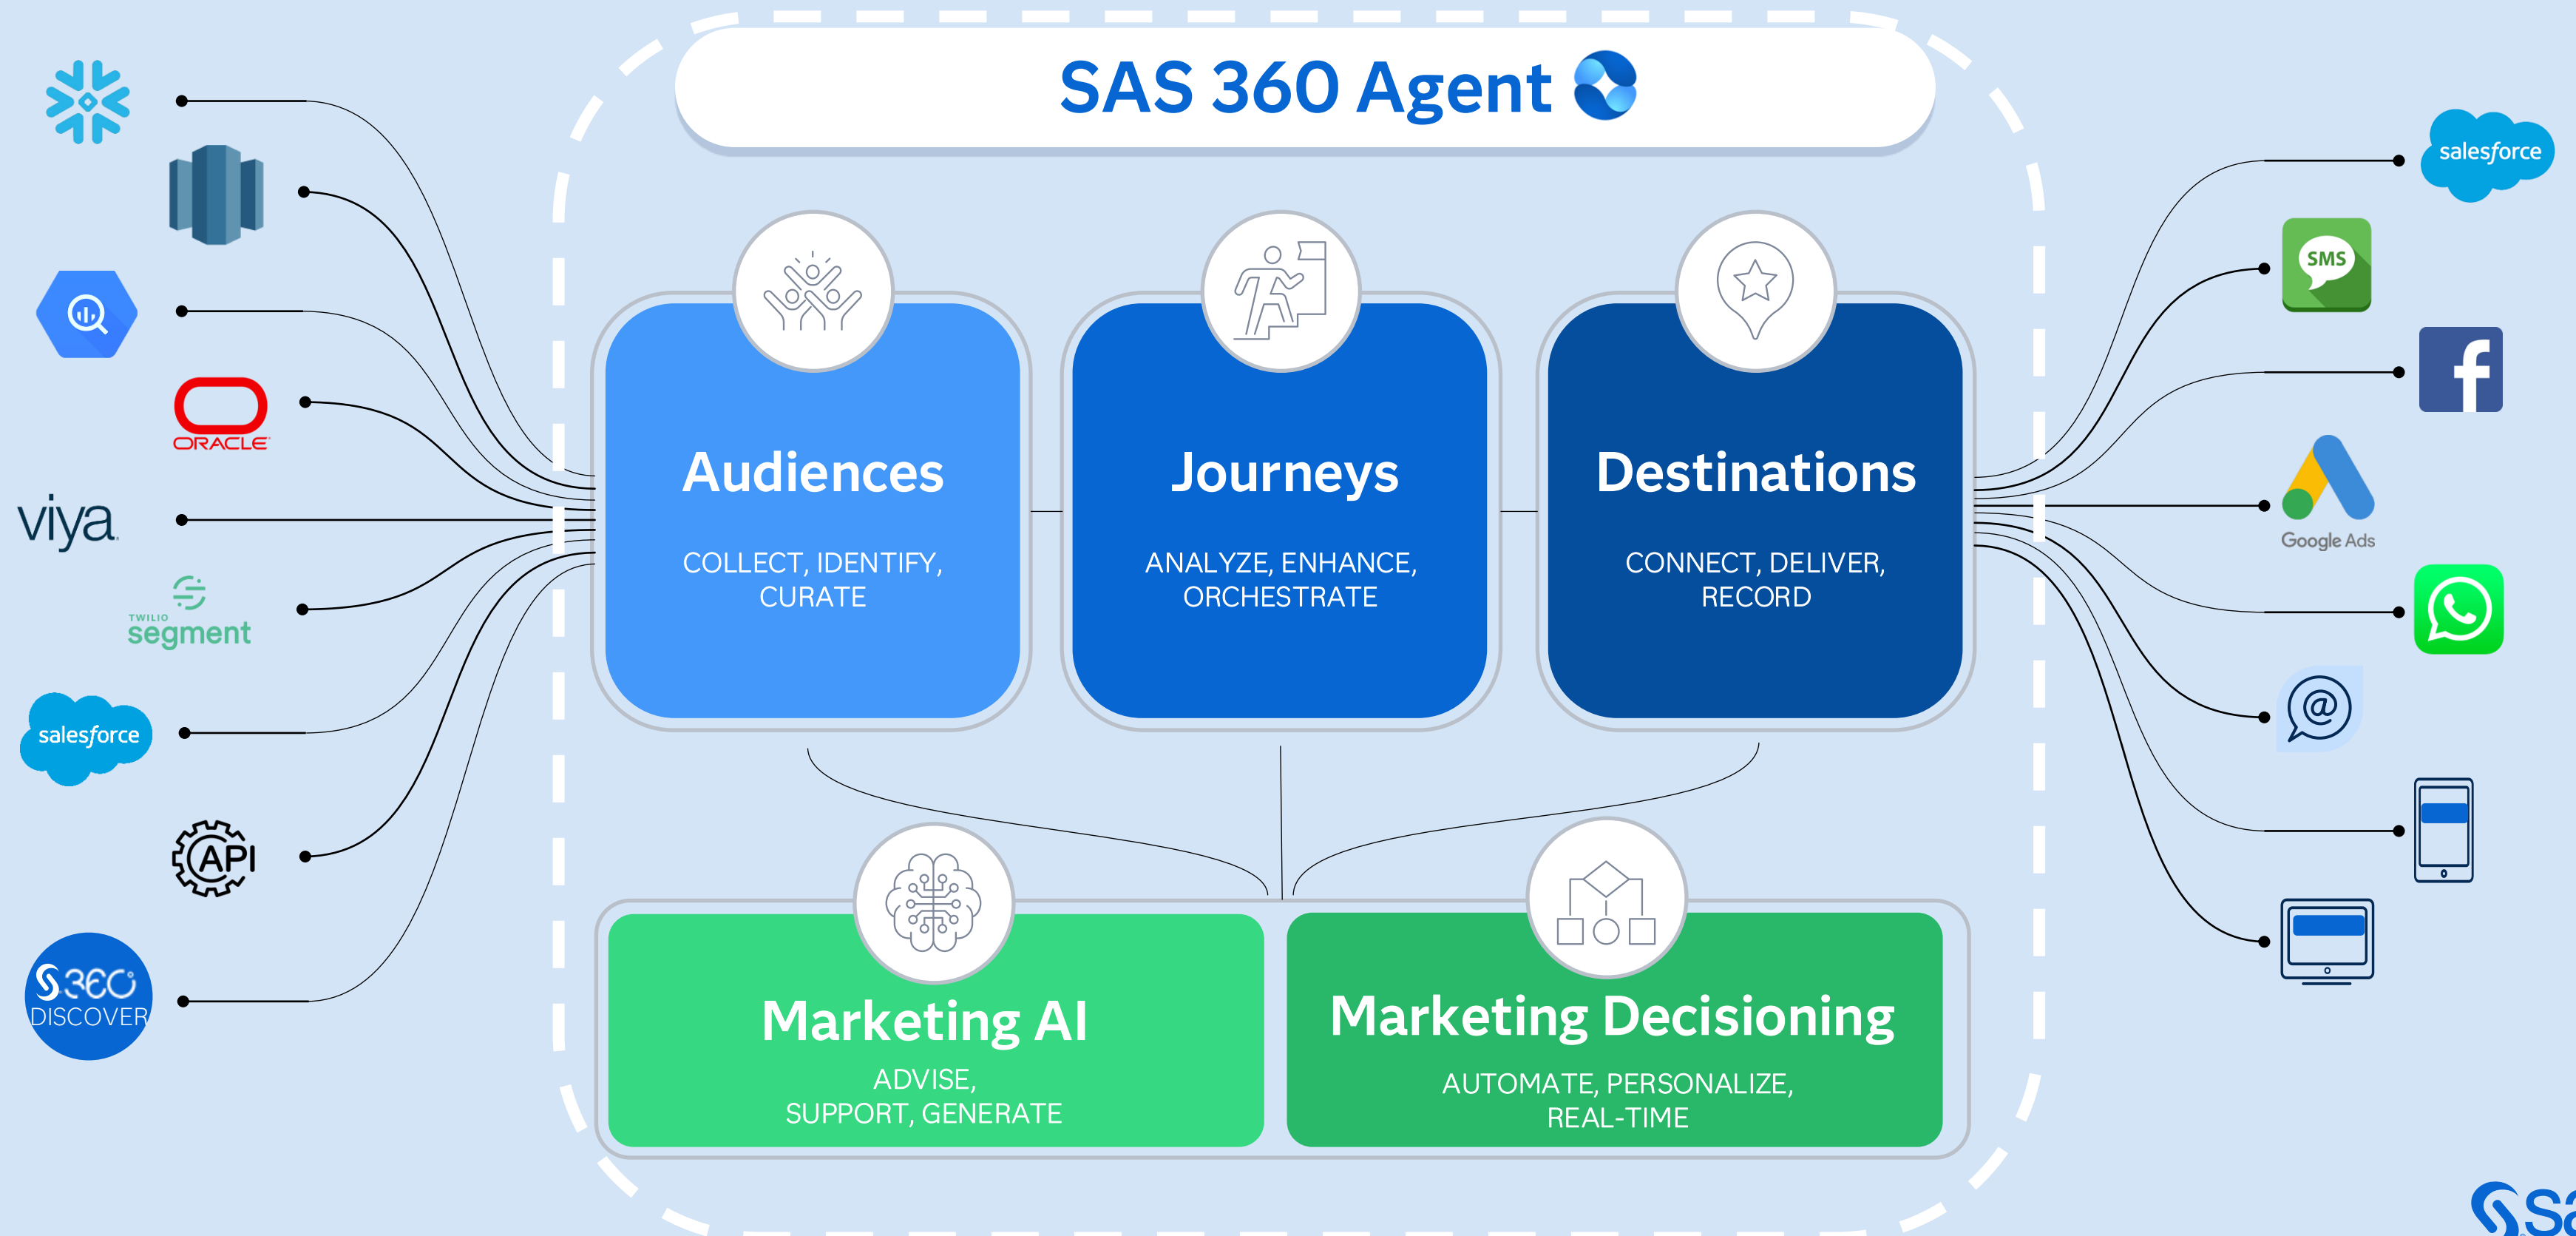 SAS 360 Agent
ORACLE
viya
TWILIO
segment
salesforce
API
360
DISCOVER
Audiences
COLLECT, IDENTIFY,
CURATE
Journeys
ANALYZE, ENHANCE,
ORCHESTRATE
Destinations
CONNECT, DELIVER,
RECORD
Marketing AI
ADVISE,
SUPPORT, GENERATE
Marketing Decisioning
AUTOMATE, PERSONALIZE,
REAL-TIME
salesforce
SMS
f
Google Ads
@